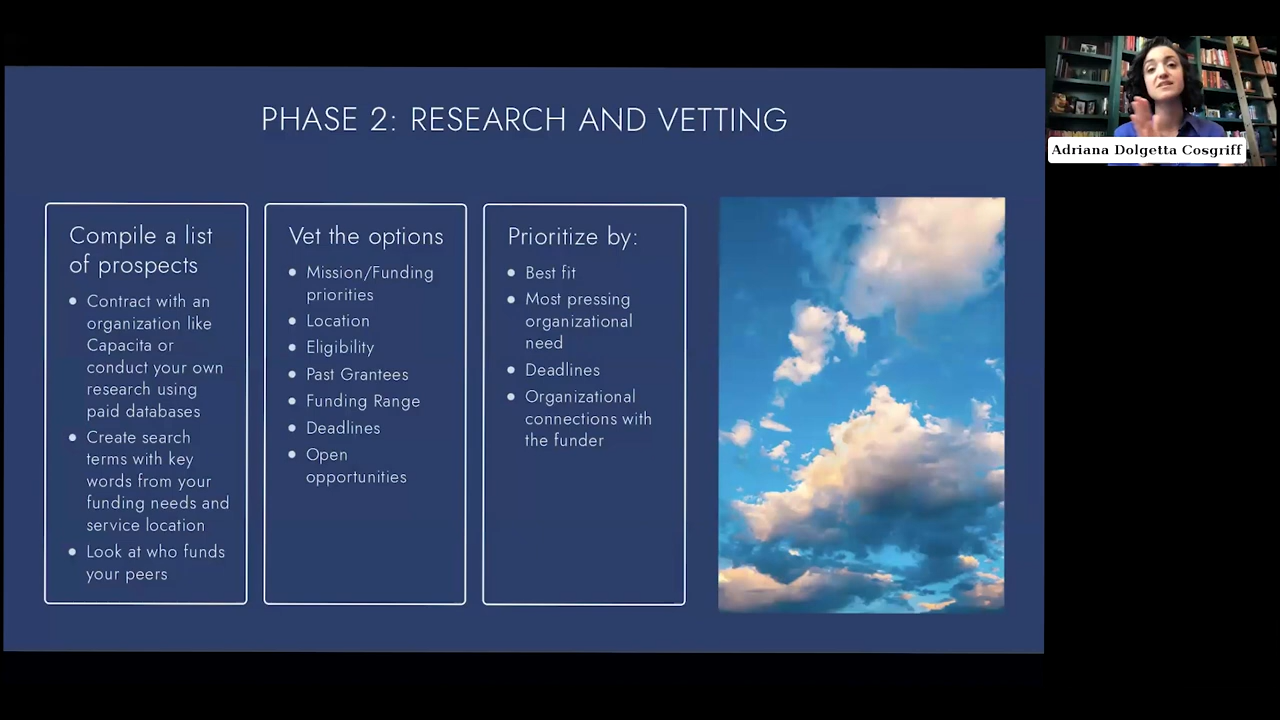 PHASE 2: RESEARCH AND VETTING
Compile a list
of prospects
Contract with an
organization like
Capacita or
conduct your own
research using
paid databases
Create search
terms with key
words from your
funding needs and
service location
Look at who funds
your peers
Vet the options
Mission/Funding
priorities
Location
Eligibility
Past Grantees
Funding Range
Deadlines
Open
opportunities
Prioritize by:
Best fit
Most pressing
organizational
need
Deadlines
Organizational
connections with
the funder
Adriana Dolgetta Cosgriff